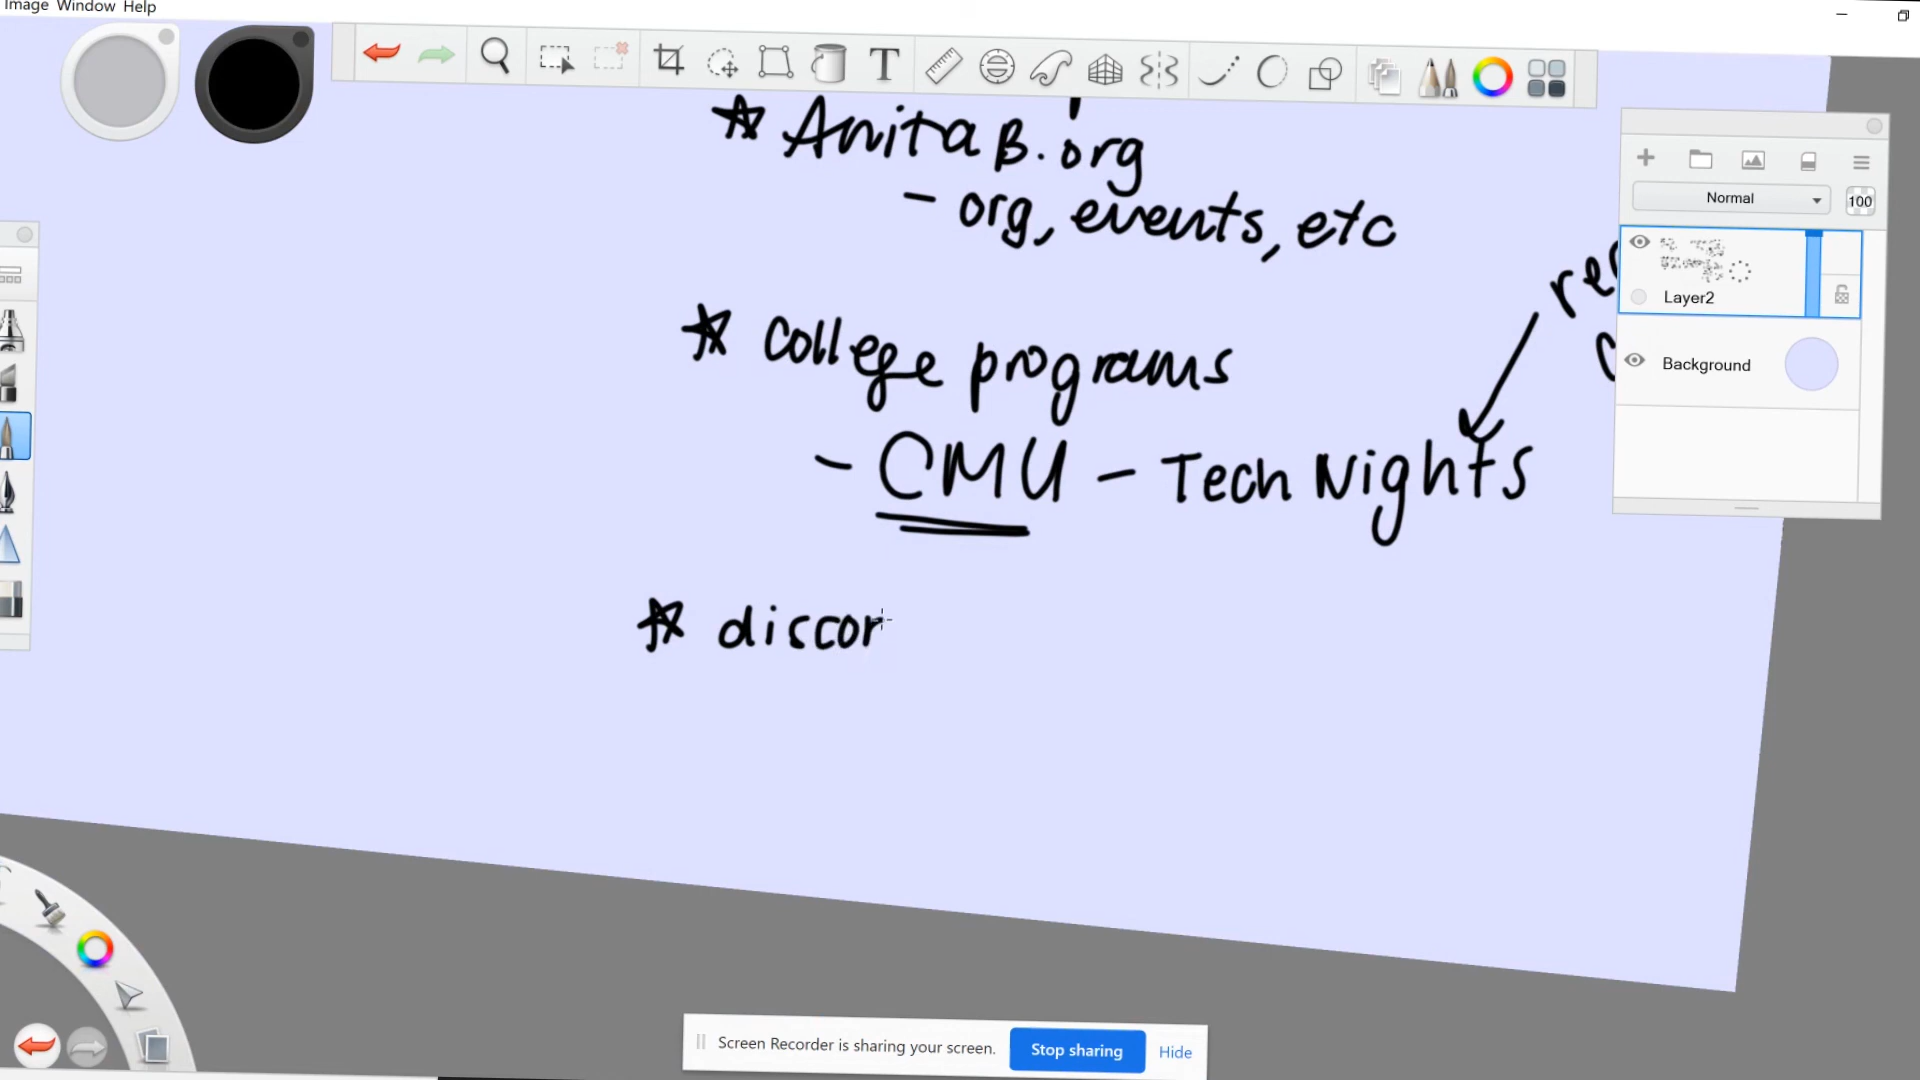 Image Window Help
☆ AnitaB.org
- org, events, etc
☆ college programs
- CMU - Tech Nights
☆ discor
Normal
100
Layer2
Background
Screen Recorder is sharing your screen.
Stop sharing
Hide